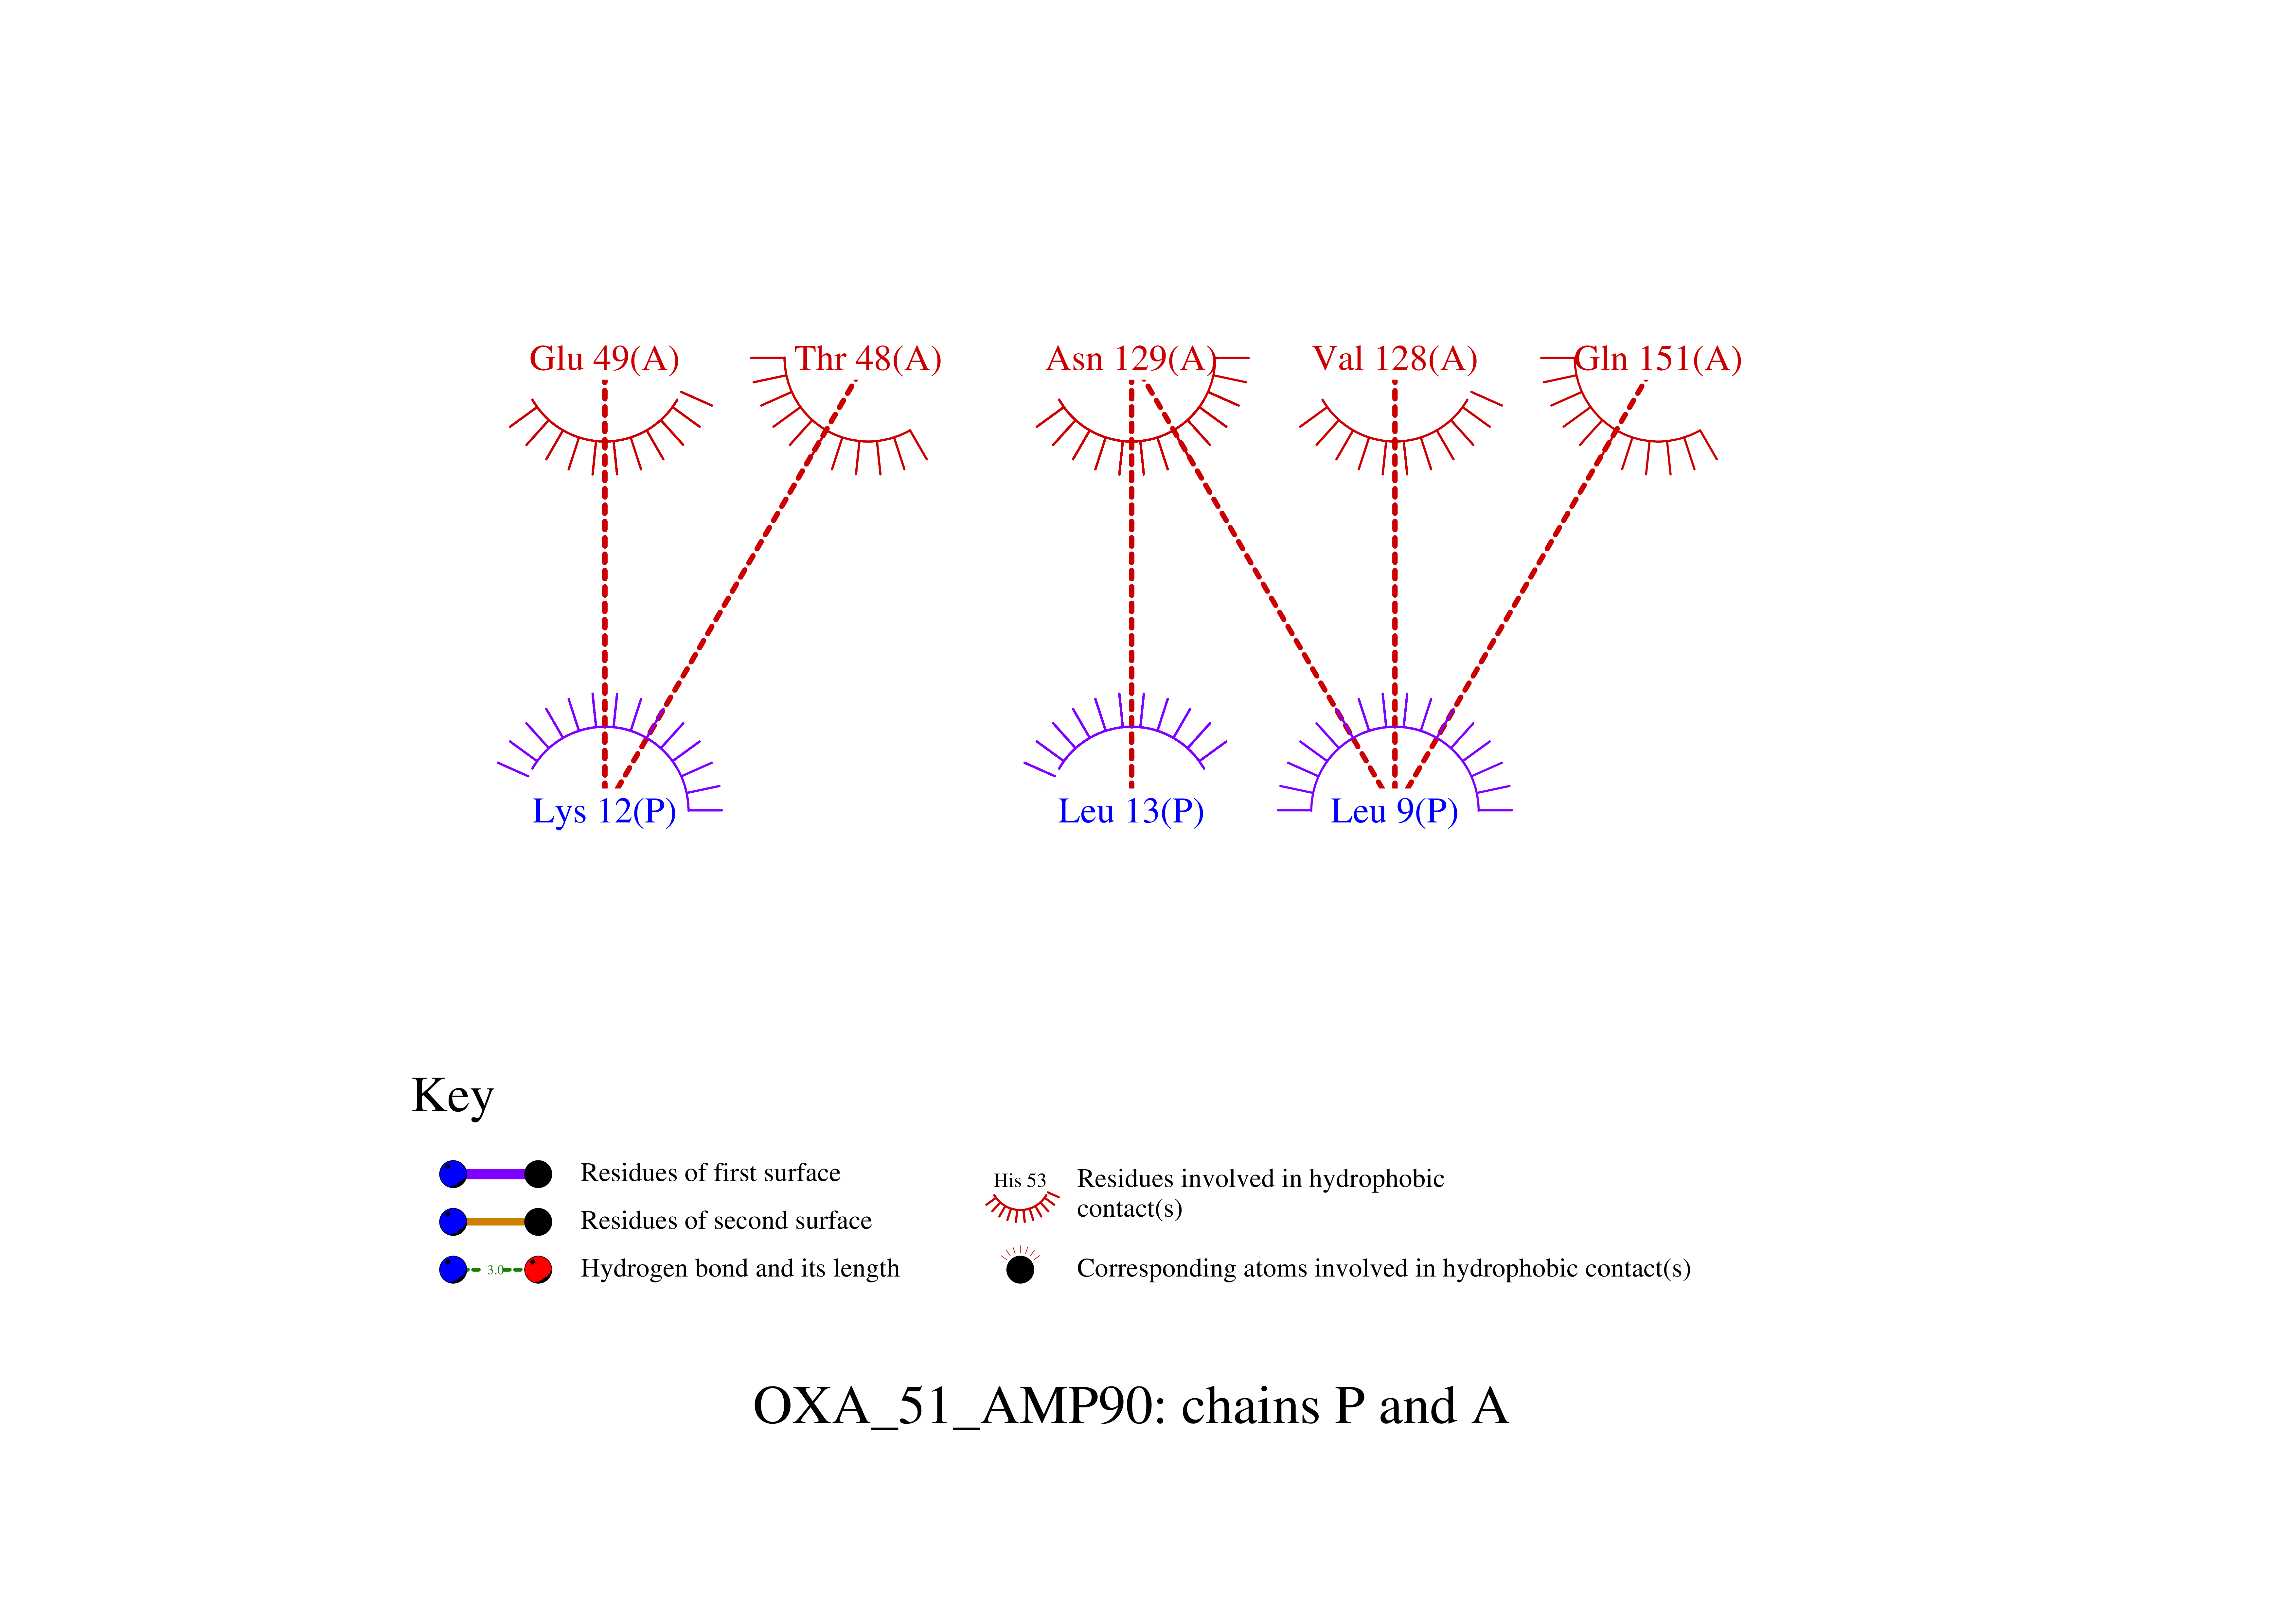 Glu 49(A) Thr 48(A) Asn 129(A) Val 128(A) Gln 151(A)
Lys 12(P) Leu 13(P) Leu 9(P)
Key
Residues of first surface
Residues of second surface
3.0 Hydrogen bond and its length
His 53 Residues involved in hydrophobic
contact(s)
Corresponding atoms involved in hydrophobic contact(s)
OXA_51_AMP90: chains P and A